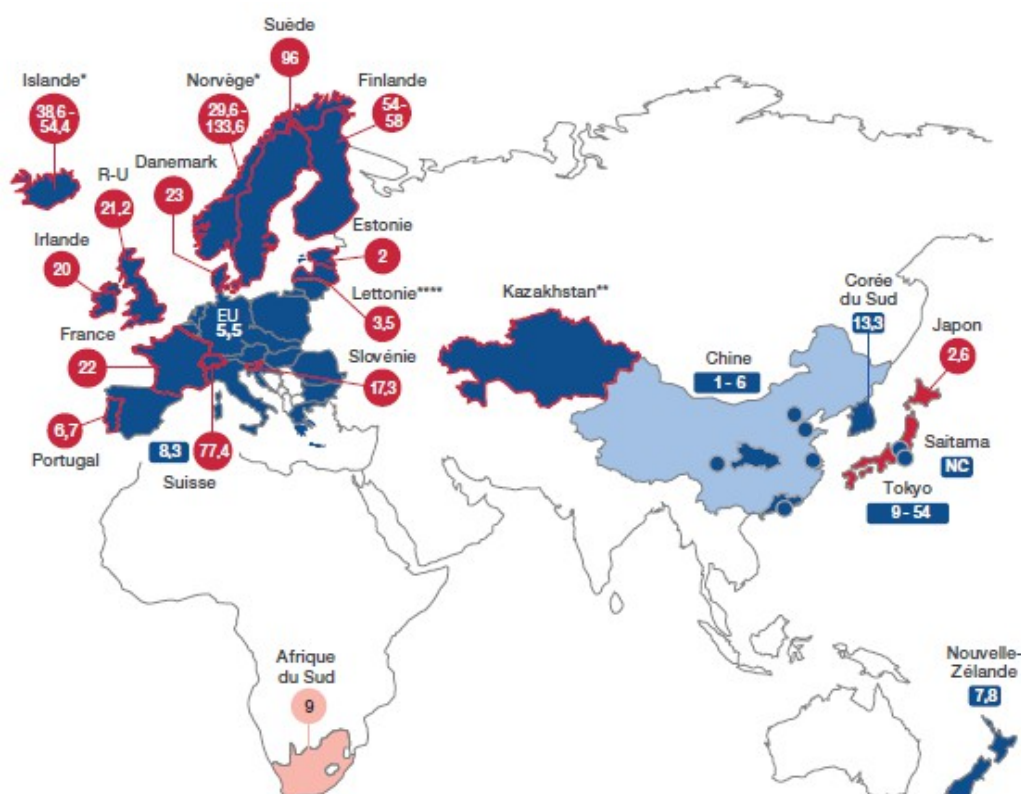 Suède
96
Islande*
38,6 -
54,4
Norvège*
29,6 -
133,6
Finlande
54-
58
R-U
21,2
Danemark
23
Irlande
20
Estonie
2
EU
5,5
Lettonie****
3,5
France
22
Slovénie
17,3
6,7
Portugal
8,3
77,4
Suisse
Kazakhstan**
Chine
1 - 6
Corée
du Sud
13,3
Japon
2,6
Saitama
NC
Tokyo
9 - 54
Afrique
du Sud
9
Nouvelle-
Zélande
7,8